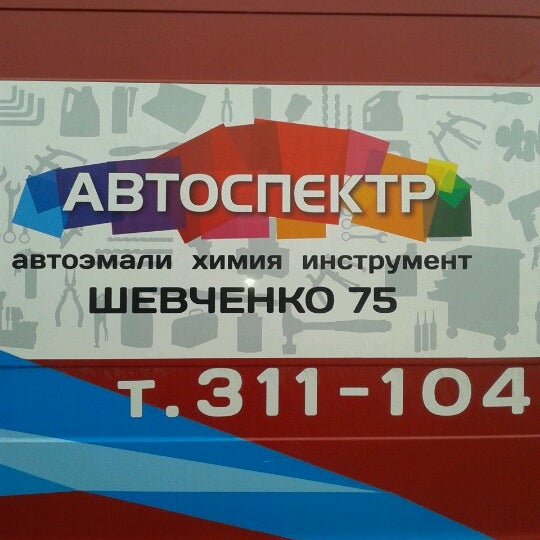 АВТОСПЕКТР
автоэмали химия инструмент
ШЕВЧЕНКО 75
т. 311-104